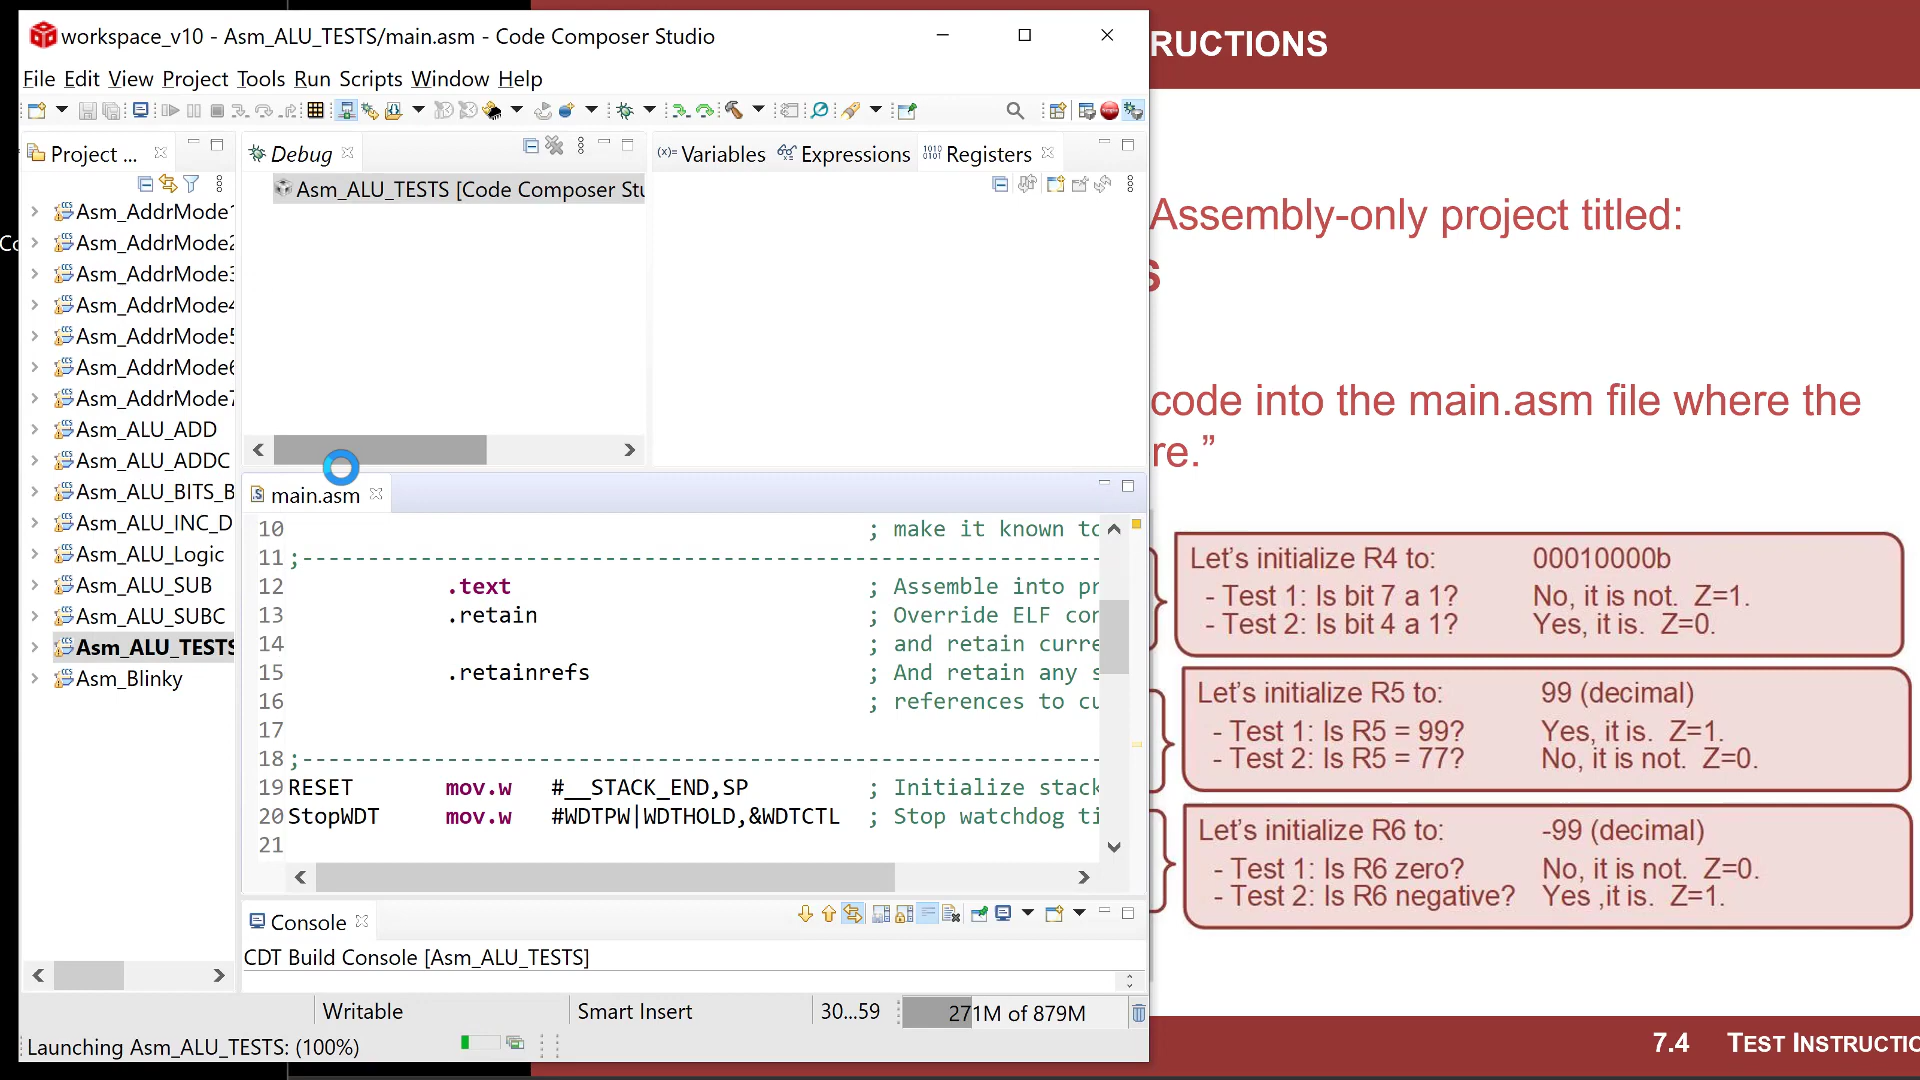 workspace_v10 - Asm_ALU_TESTS/main.asm - Code Composer Studio
File Edit View Project Tools Run Scripts Window Help
Project ...
Asm_AddrMode1
Asm_AddrMode2
Asm_AddrMode3
Asm_AddrMode4
Asm_AddrMode5
Asm_AddrMode6
Asm_AddrMode7
Asm_ALU_ADD
Asm_ALU_ADDC
Asm_ALU_BITS_B
Asm_ALU_INC_D
Asm_ALU_Logic
Asm_ALU_SUB
Asm_ALU_SUBC
Asm_ALU_TESTS
Asm_Blinky
Debug
Asm_ALU_TESTS [Code Composer Stu
(x)= Variables Expressions Registers
main.asm
10 ; make it known to
11 ;-------------------------------------------------
12 .text ; Assemble into pr
13 .retain ; Override ELF con
14 ; and retain curre
15 .retainrefs ; And retain any s
16 ; references to cu
17
18 ;-------------------------------------------------
19 RESET mov.w #__STACK_END,SP ; Initialize stack
20 StopWDT mov.w #WDTPW|WDTHOLD,&WDTCTL ; Stop watchdog ti
21
Console
CDT Build Console [Asm_ALU_TESTS]
Writable Smart Insert 30...59 271M of 879M
Launching Asm_ALU_TESTS: (100%)
Co
RUCTIONS
Assembly-only project titled:
s
code into the main.asm file where the
re.”
Let’s initialize R4 to: 00010000b
- Test 1: Is bit 7 a 1? No, it is not. Z=1.
- Test 2: Is bit 4 a 1? Yes, it is. Z=0.
Let’s initialize R5 to: 99 (decimal)
- Test 1: Is R5 = 99? Yes, it is. Z=1.
- Test 2: Is R5 = 77? No, it is not. Z=0.
Let’s initialize R6 to: -99 (decimal)
- Test 1: Is R6 zero? No, it is not. Z=0.
- Test 2: Is R6 negative? Yes ,it is. Z=1.
7.4 TEST INSTRUCTIO